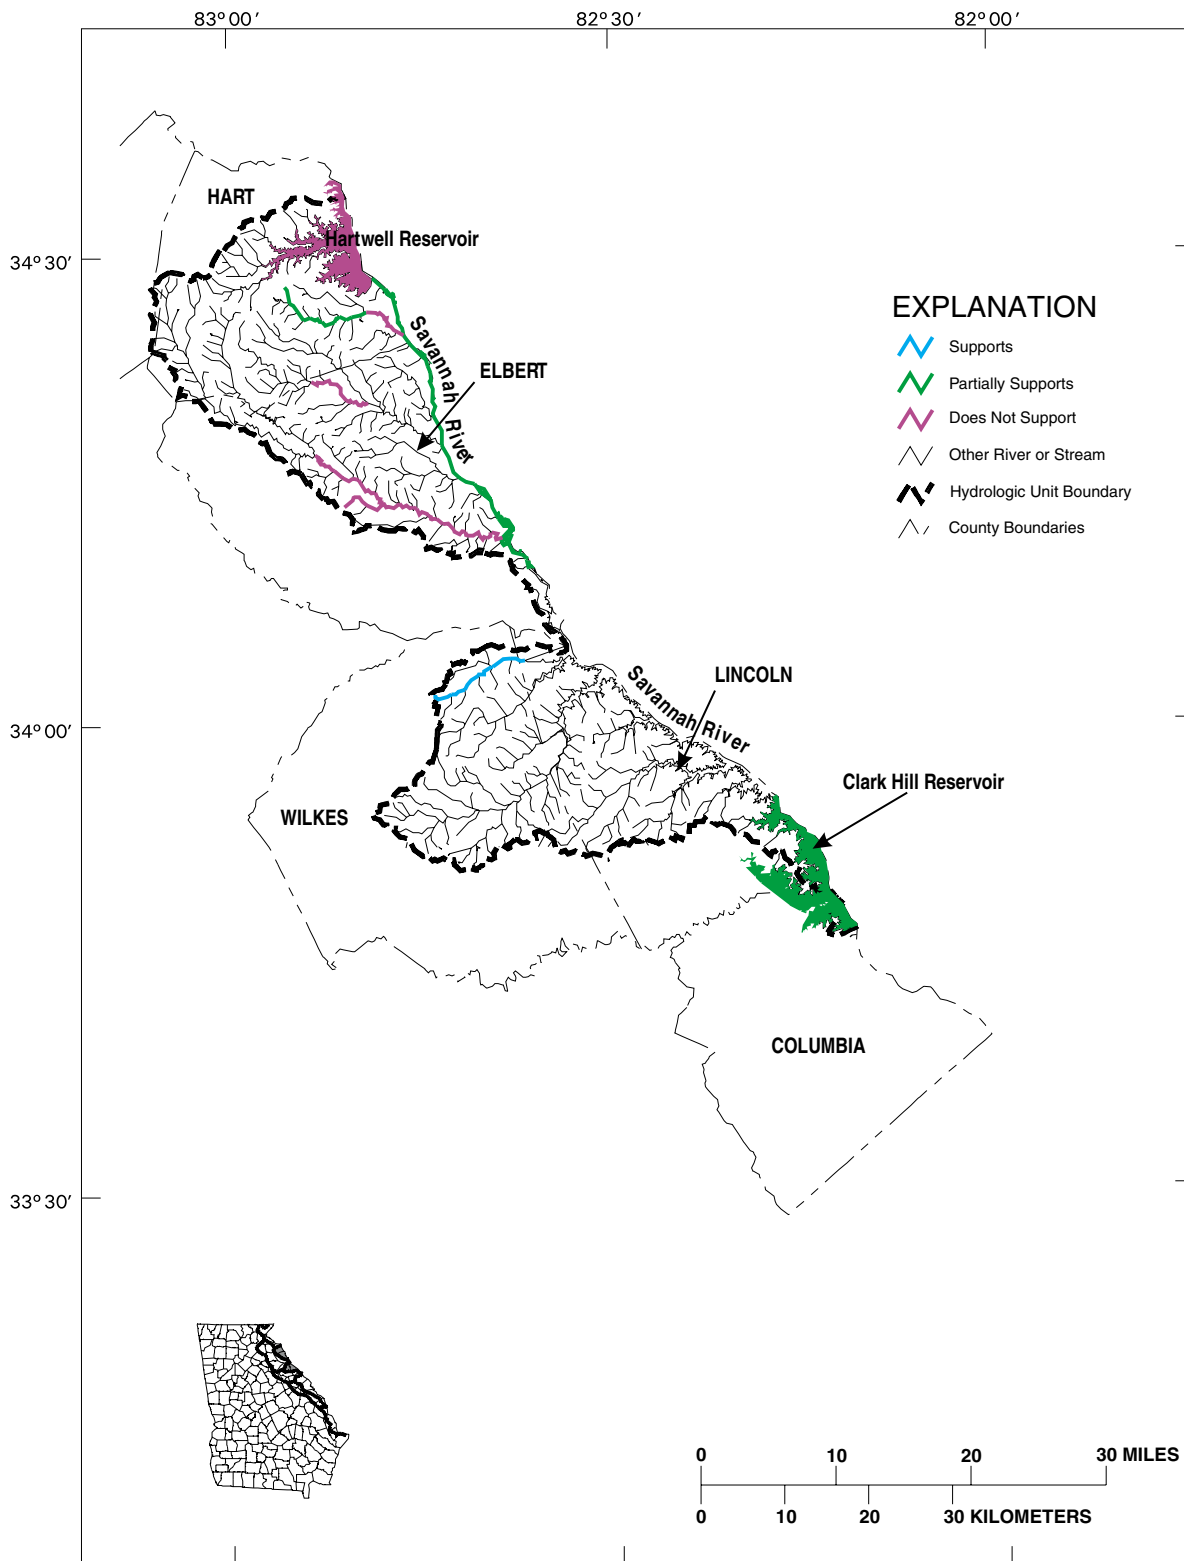 83°00' 82°30' 82°00'
HART
Hartwell Reservoir
34°30'
EXPLANATION
Supports
Partially Supports
Does Not Support
Other River or Stream
Hydrologic Unit Boundary
County Boundaries
Savannah River
ELBERT
LINCOLN
Savannah River
34°00'
Clark Hill Reservoir
WILKES
COLUMBIA
33°30'
0 10 20 30 MILES
0 10 20 30 KILOMETERS